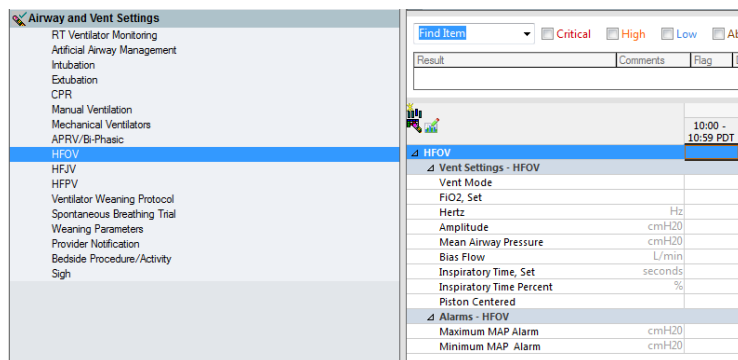 Airway and Vent Settings
RT Ventilator Monitoring
Artificial Airway Management
Intubation
Extubation
CPR
Manual Ventilation
Mechanical Ventilators
APRV/Bi-Phasic
HFOV
HFJV
HFPV
Ventilator Weaning Protocol
Spontaneous Breathing Trial
Weaning Parameters
Provider Notification
Bedside Procedure/Activity
Sigh
Find Item Critical High Low Ab
Result Comments Flag
10:00 -
10:59 PDT
HFOV
Vent Settings - HFOV
Vent Mode
FiO2, Set
Hertz Hz
Amplitude cmH20
Mean Airway Pressure cmH20
Bias Flow L/min
Inspiratory Time, Set seconds
Inspiratory Time Percent %
Piston Centered
Alarms - HFOV
Maximum MAP Alarm cmH20
Minimum MAP Alarm cmH20